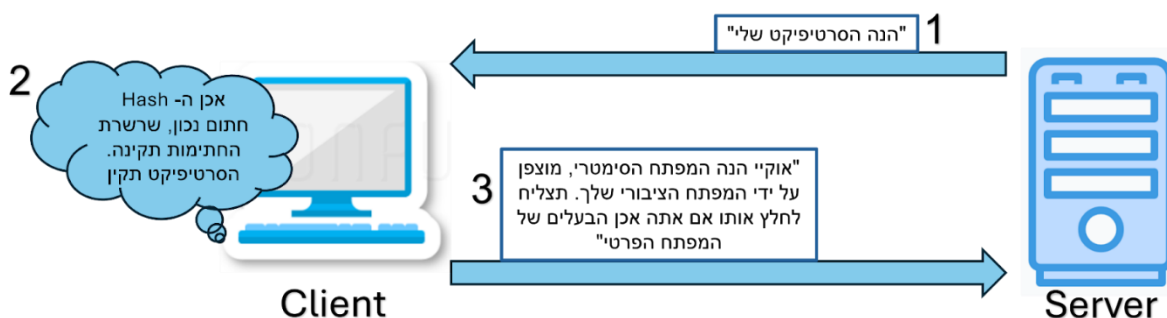 1
"הנה הסרטיפיקט שלי"
2
אכן ה- Hash
חתום נכון, שרשרת
החתימות תקינה.
הסרטיפיקט תקין
3
"אוקיי הנה המפתח הסימטרי, מוצפן
על ידי המפתח הציבורי שלך. תצליח
לחלץ אותו אם אתה אכן הבעלים של
המפתח הפרטי"
Client
Server